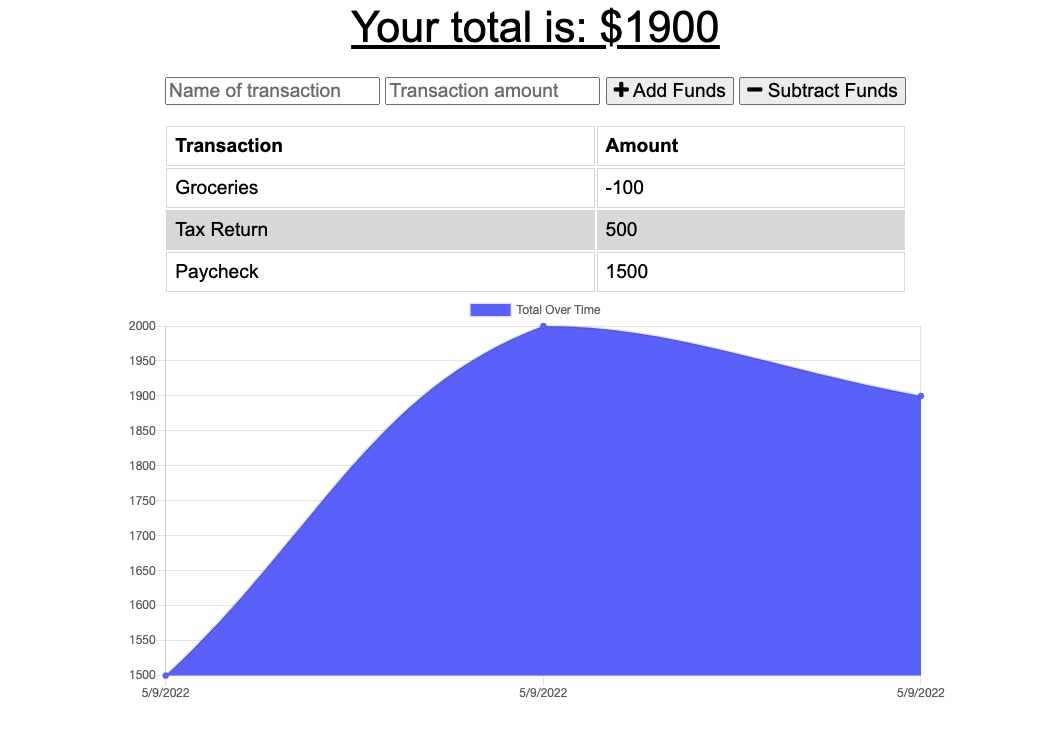 Your total is: $1900
Name of transaction Transaction amount Add Funds Subtract Funds
Transaction Amount
Groceries -100
Tax Return 500
Paycheck 1500
Total Over Time
2000
1950
1900
1850
1800
1750
1700
1650
1600
1550
1500
5/9/2022 5/9/2022 5/9/2022